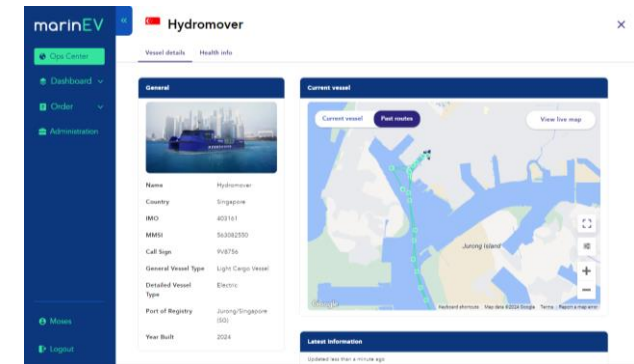 marinEV
«
Hydromover
×
Ops Center
Dashboard
Order
Administration
Moses
Logout
Vessel details
Health info
General
Name Hydromover
Country Singapore
IMO 403161
MMSI 563082550
Call Sign 9V8756
General Vessel Type Light Cargo Vessel
Detailed Vessel
Type Electric
Port of Registry Jurong/Singapore
(SG)
Year Built 2024
Current vessel
Current vessel
Past routes
View live map
Jurong Island
+
−
Google
Keyboard shortcuts Map data ©2024 Google Terms Report a map error
Latest Information
Updated less than a minute ago